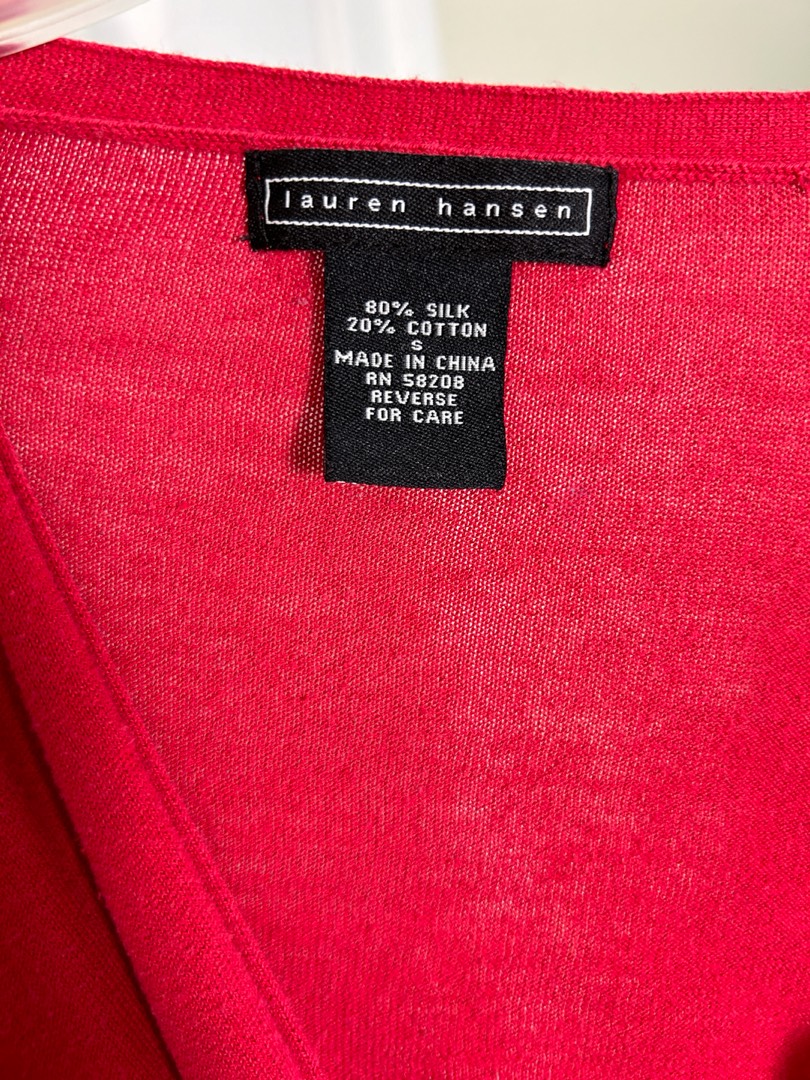 lauren hansen
80% SILK
20% COTTON
S
MADE IN CHINA
RN 58208
REVERSE
FOR CARE